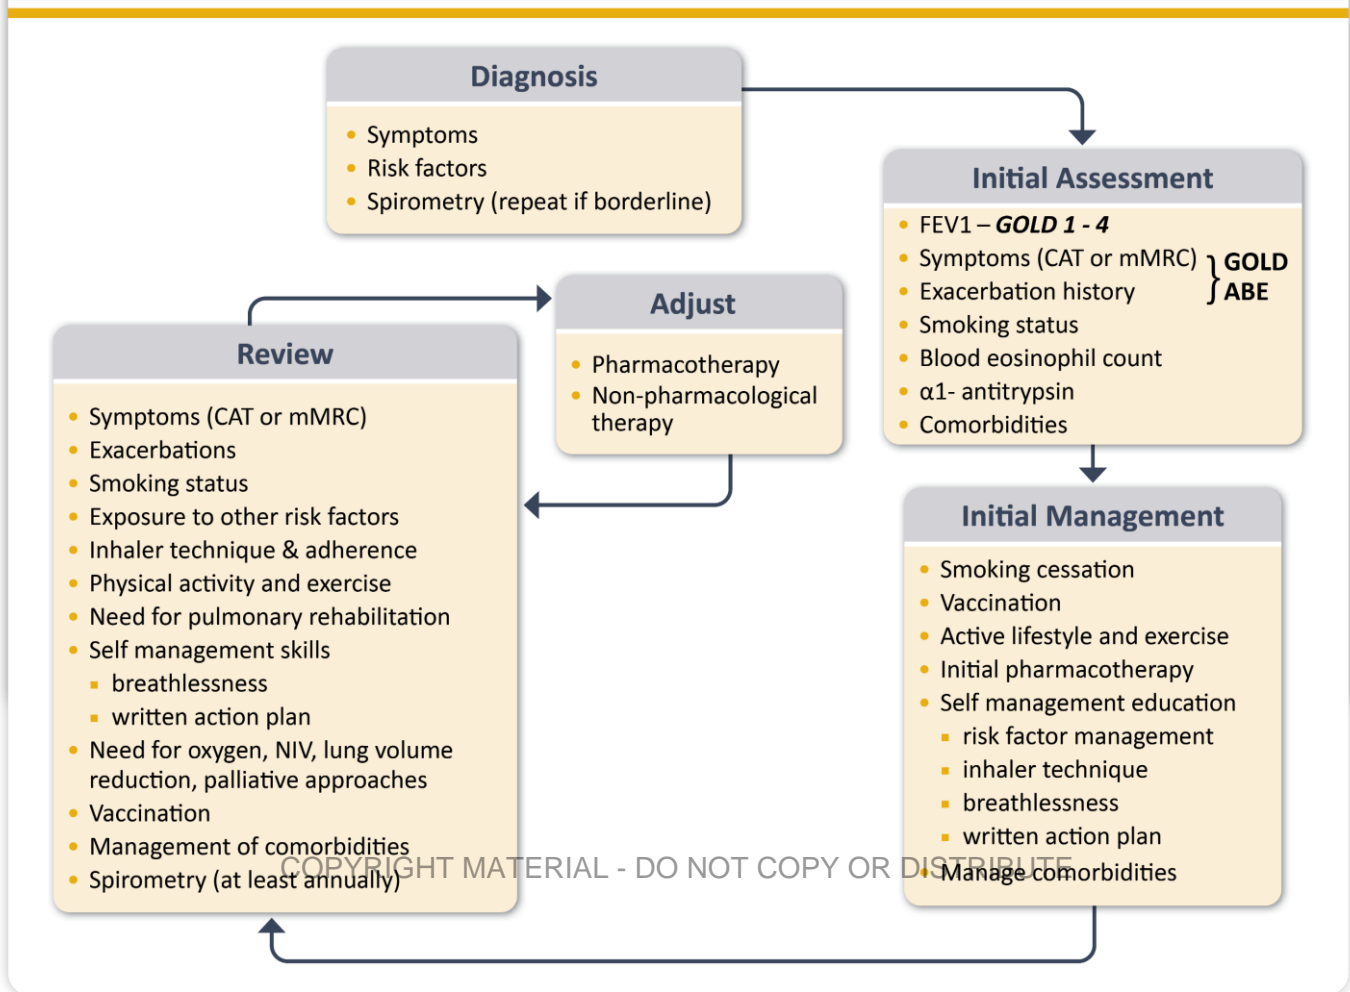 Diagnosis
• Symptoms
• Risk factors
• Spirometry (repeat if borderline)
Initial Assessment
• FEV1 – GOLD 1 - 4
• Symptoms (CAT or mMRC)
• Exacerbation history
} GOLD
ABE
• Smoking status
• Blood eosinophil count
• α1- antitrypsin
• Comorbidities
Initial Management
• Smoking cessation
• Vaccination
• Active lifestyle and exercise
• Initial pharmacotherapy
• Self management education
▪ risk factor management
▪ inhaler technique
▪ breathlessness
▪ written action plan
• Manage comorbidities
Review
• Symptoms (CAT or mMRC)
• Exacerbations
• Smoking status
• Exposure to other risk factors
• Inhaler technique & adherence
• Physical activity and exercise
• Need for pulmonary rehabilitation
• Self management skills
▪ breathlessness
▪ written action plan
• Need for oxygen, NIV, lung volume
reduction, palliative approaches
• Vaccination
• Management of comorbidities
• Spirometry (at least annually)
Adjust
• Pharmacotherapy
• Non-pharmacological
therapy
COPYRIGHT MATERIAL - DO NOT COPY OR DISTRIBUTE